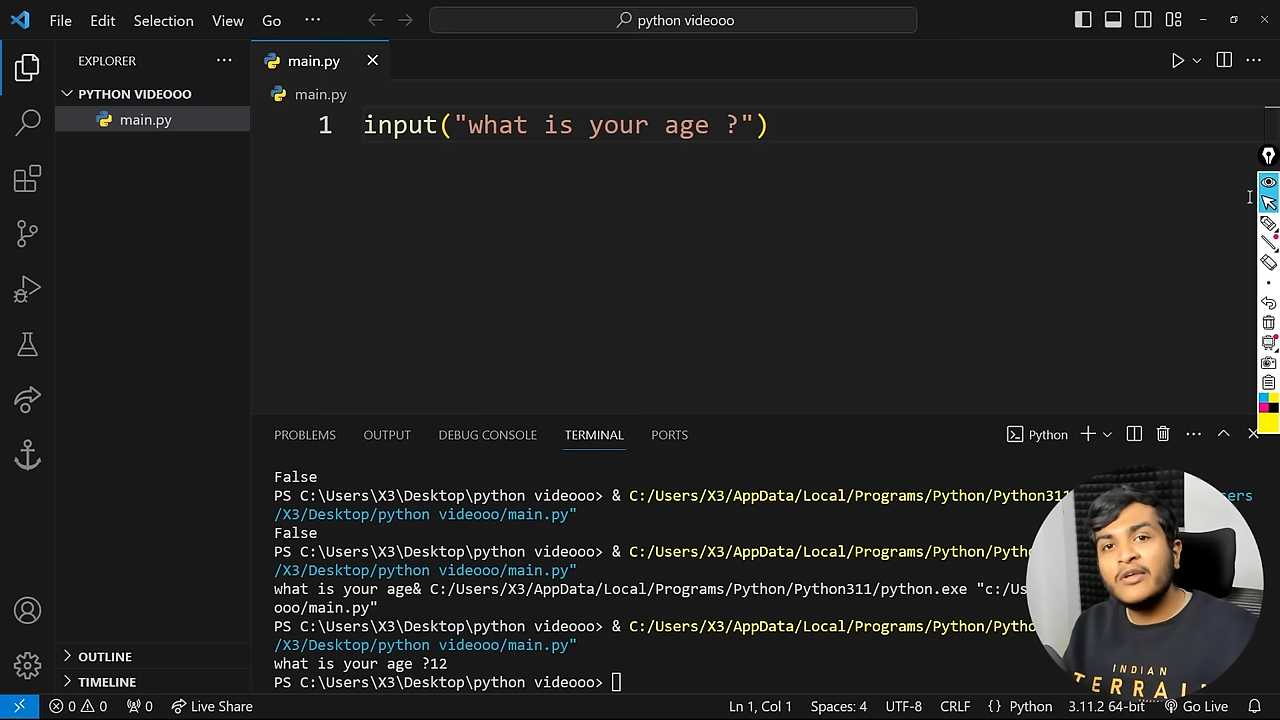 File Edit Selection View Go ··· python videooo
EXPLORER ···
PYTHON VIDEOOO
main.py
main.py
main.py
1 input("what is your age ?")
PROBLEMS OUTPUT DEBUG CONSOLE TERMINAL PORTS Python
False
PS C:\Users\X3\Desktop\python videooo> & C:/Users/X3/AppData/Local/Programs/Python/Python311 sers
/X3/Desktop/python videooo/main.py"
False
PS C:\Users\X3\Desktop\python videooo> & C:/Users/X3/AppData/Local/Programs/Python/Pytho
/X3/Desktop/python videooo/main.py"
what is your age& C:/Users/X3/AppData/Local/Programs/Python/Python311/python.exe "c:/Us
ooo/main.py"
PS C:\Users\X3\Desktop\python videooo> & C:/Users/X3/AppData/Local/Programs/Python/Pytho
/X3/Desktop/python videooo/main.py"
what is your age ?12
PS C:\Users\X3\Desktop\python videooo>
INDIAN
TERRAI
OUTLINE
TIMELINE
0 0 0 Live Share Ln 1, Col 1 Spaces: 4 UTF-8 CRLF {} Python 3.11.2 64-bit Go Live